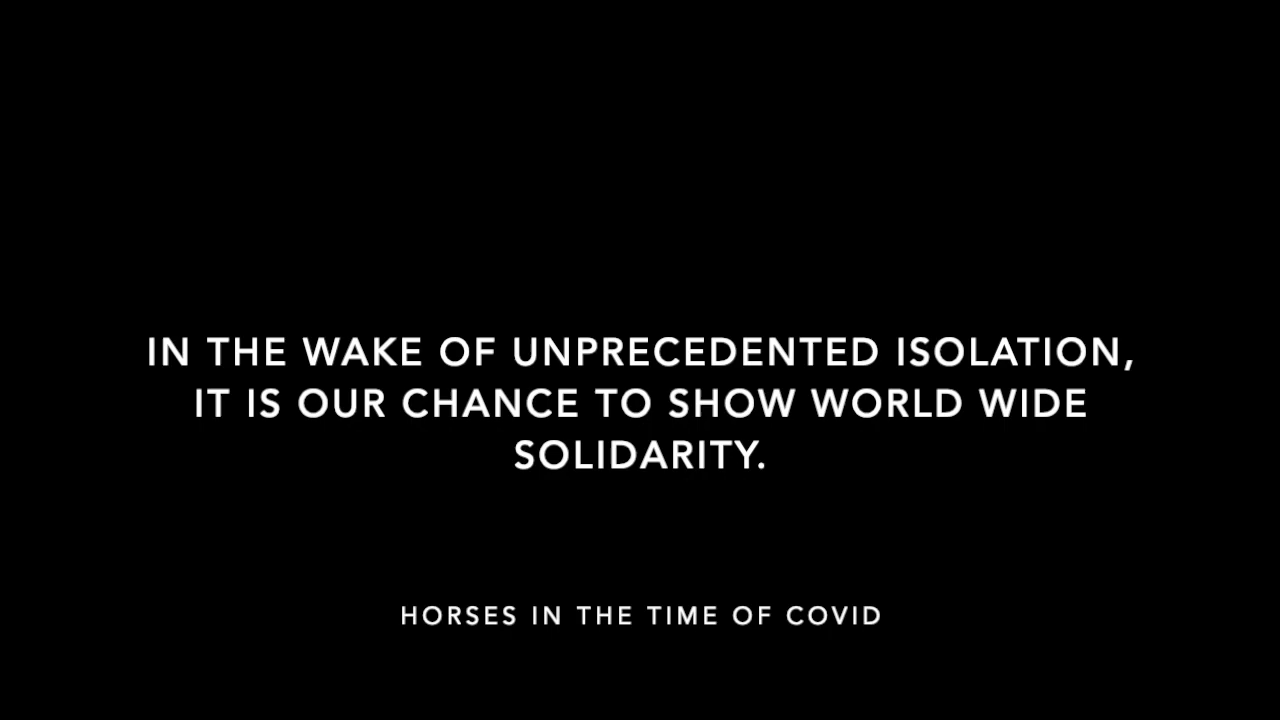 IN THE WAKE OF UNPRECEDENTED ISOLATION,
IT IS OUR CHANCE TO SHOW WORLD WIDE
SOLIDARITY.
HORSES IN THE TIME OF COVID